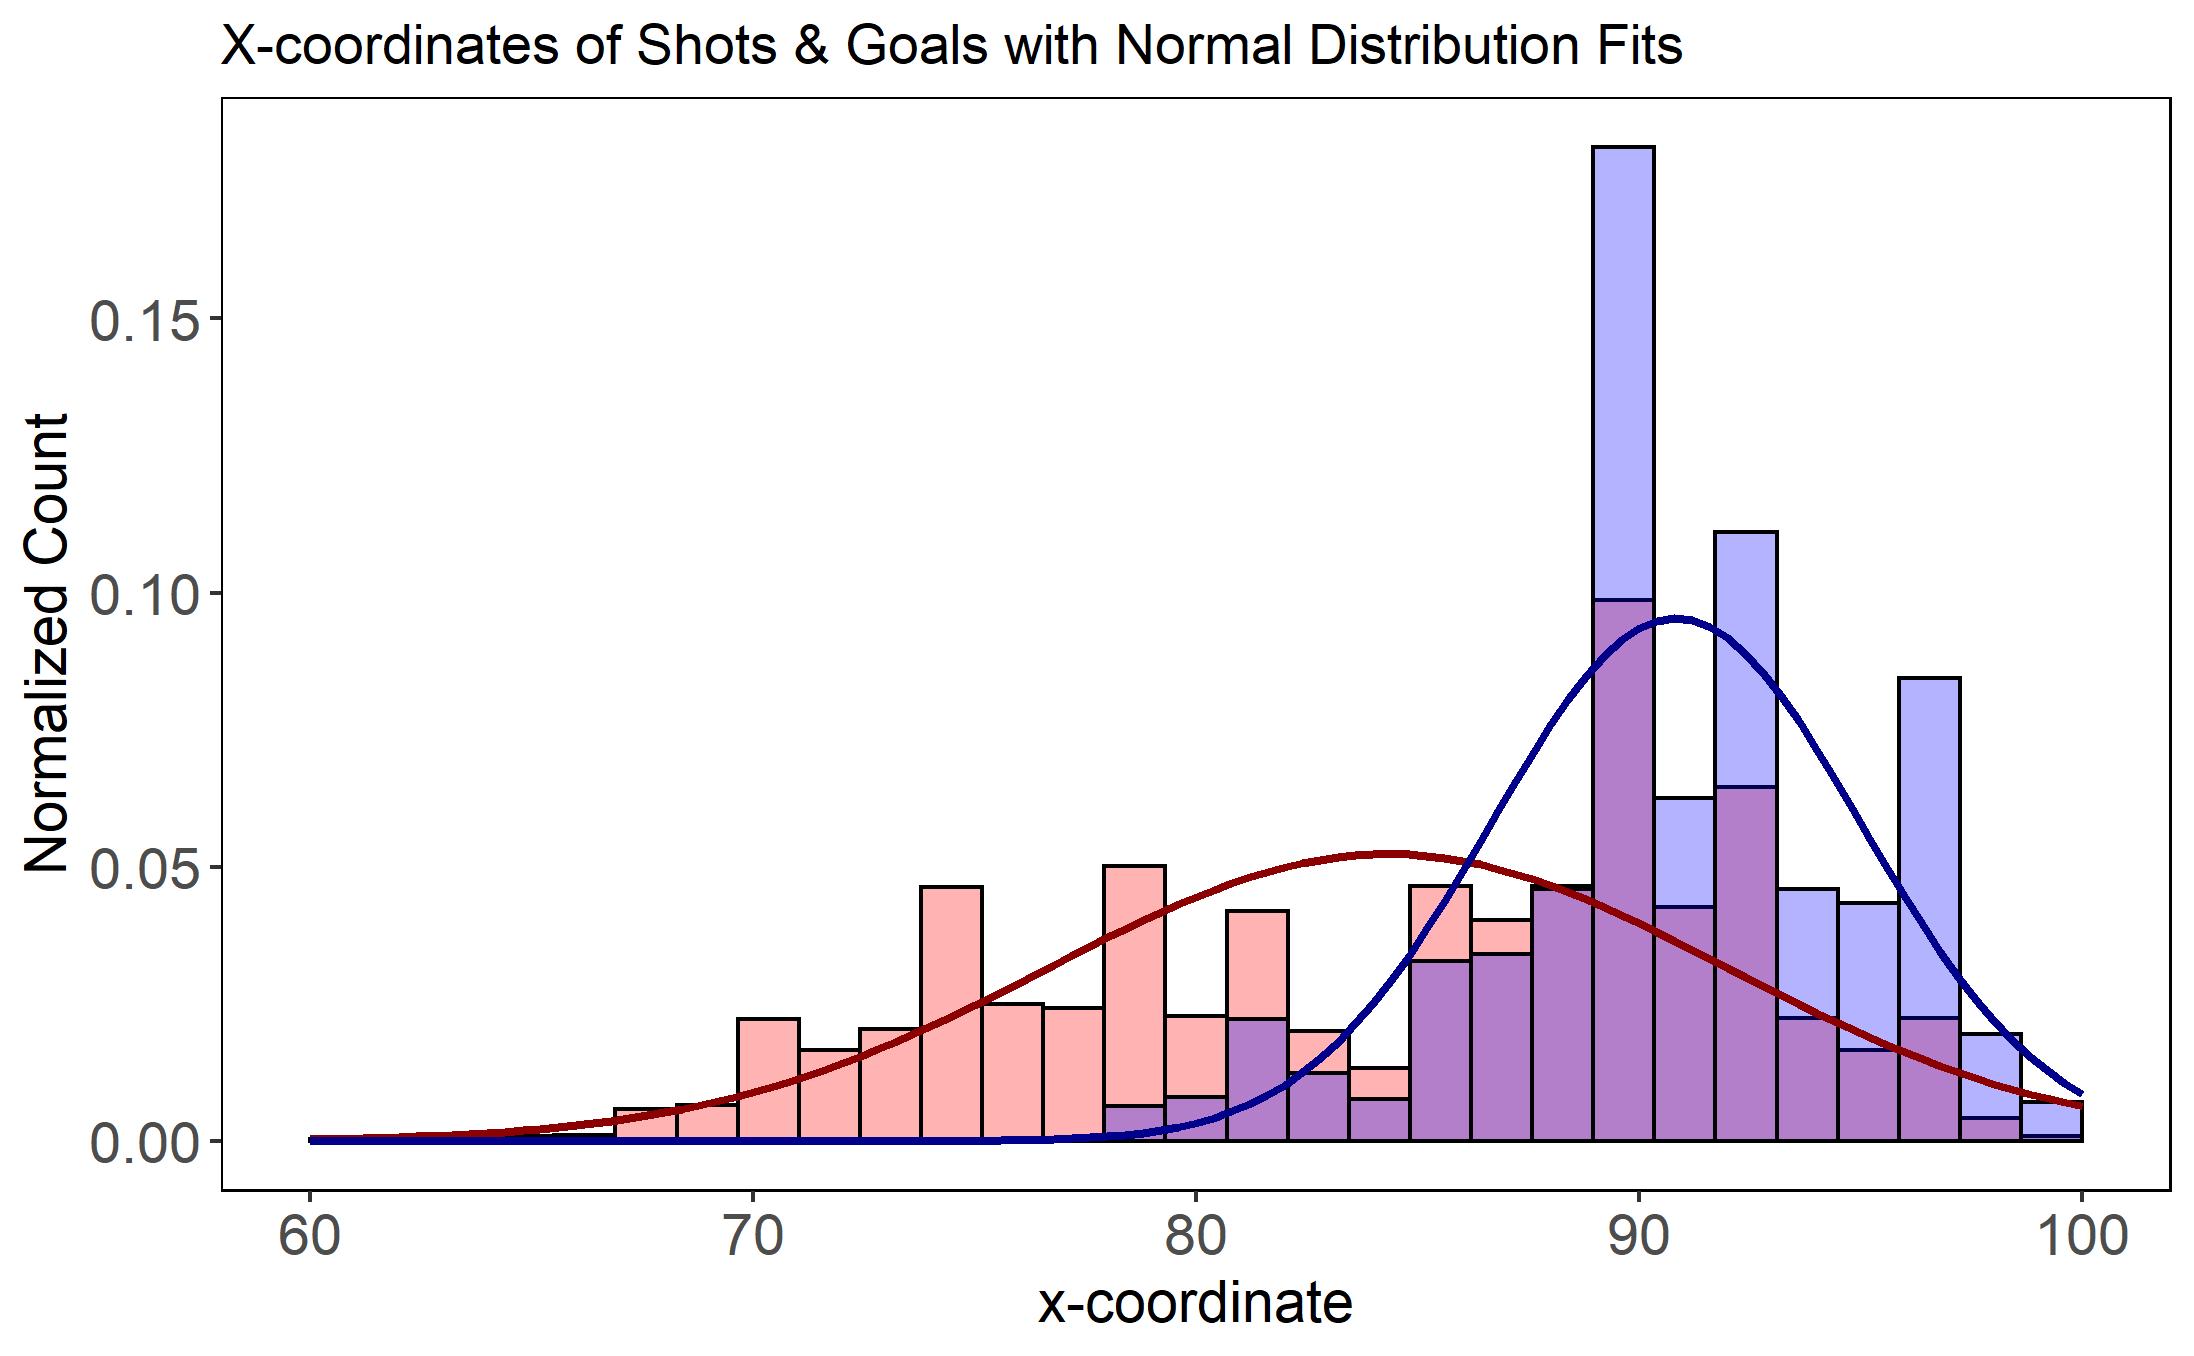 X-coordinates of Shots & Goals with Normal Distribution Fits
Normalized Count
0.15
0.10
0.05
0.00
60 70 80 90 100
x-coordinate